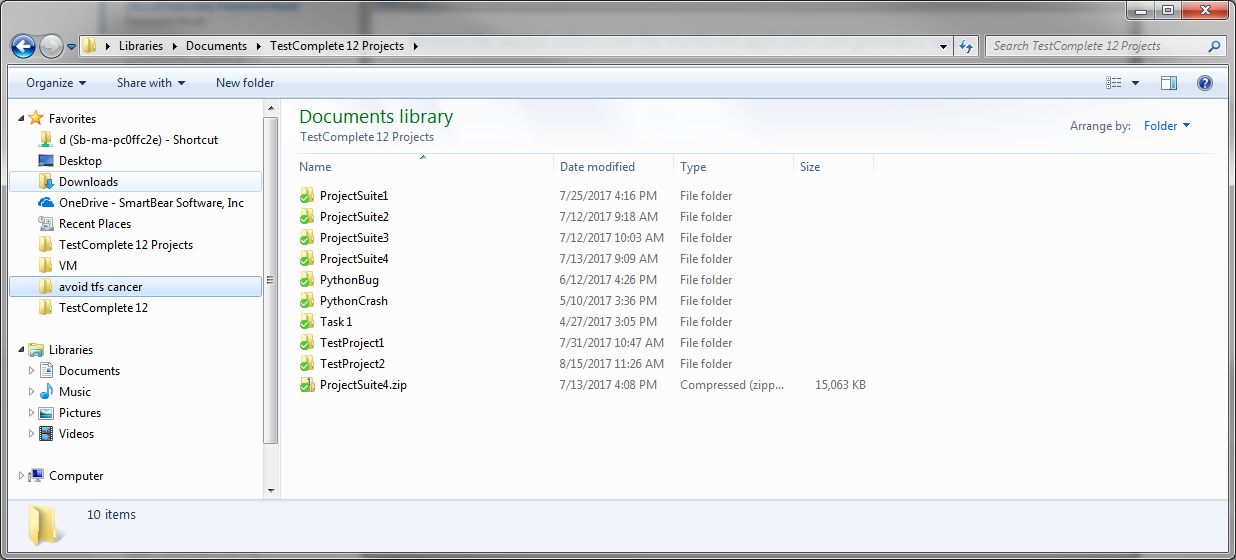 Libraries Documents TestComplete 12 Projects
Search TestComplete 12 Projects
Organize Share with New folder
Favorites
d (Sb-ma-pc0ffc2e) - Shortcut
Desktop
Downloads
OneDrive - SmartBear Software, Inc
Recent Places
TestComplete 12 Projects
VM
avoid tfs cancer
TestComplete 12
Libraries
Documents
Music
Pictures
Videos
Computer
Documents library
TestComplete 12 Projects
Arrange by: Folder
Name Date modified Type Size
ProjectSuite1 7/25/2017 4:16 PM File folder
ProjectSuite2 7/12/2017 9:18 AM File folder
ProjectSuite3 7/12/2017 10:03 AM File folder
ProjectSuite4 7/13/2017 9:09 AM File folder
PythonBug 6/12/2017 4:26 PM File folder
PythonCrash 5/10/2017 3:36 PM File folder
Task 1 4/27/2017 3:05 PM File folder
TestProject1 7/31/2017 10:47 AM File folder
TestProject2 8/15/2017 11:26 AM File folder
ProjectSuite4.zip 7/13/2017 4:08 PM Compressed (zipp... 15,063 KB
10 items